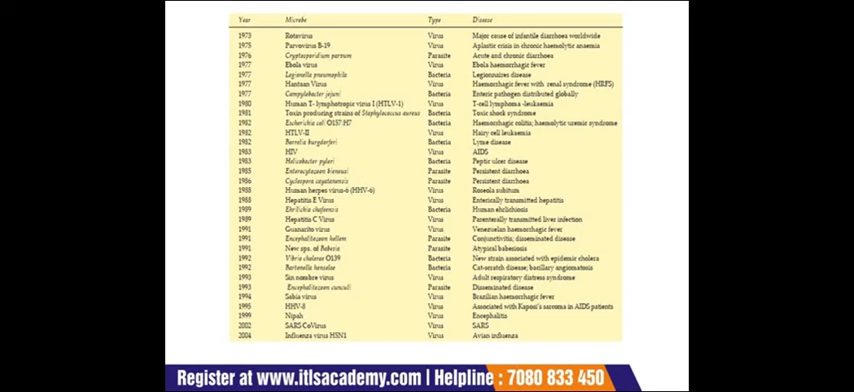 Year Microbe Type Disease
1973 Rotavirus Virus Major cause of infantile diarrhoea worldwide
1975 Parvovirus B-19 Virus Aplastic crisis in chronic haemolytic anaemia
1976 Cryptosporidium parvum Parasite Acute and chronic diarrhoea
1977 Ebola virus Virus Ebola haemorrhagic fever
1977 Legionella pneumophila Bacteria Legionnaires disease
1977 Hantaan Virus Virus Haemorrhagic fever with renal syndrome (HRFS)
1977 Campylobacter jejuni Bacteria Enteric pathogen distributed globally
1980 Human T- lymphotropic virus I (HTLV-1) Virus T-cell lymphoma -leukaemia
1981 Toxin producing strains of Staphylococcus aureus Bacteria Toxic shock syndrome
1982 Escherichia coli O157:H7 Bacteria Haemorrhagic colitis; haemolytic uremic syndrome
1982 HTLV-II Virus Hairy cell leukaemia
1982 Borrelia burgdorferi Bacteria Lyme disease
1983 HIV Virus AIDS
1983 Helicobacter pylori Bacteria Peptic ulcer disease
1985 Enterocytozoon bieneusi Parasite Persistent diarrhoea
1986 Cyclospora cayatanensis Parasite Persistent diarrhoea
1988 Human herpes virus-6 (HHV-6) Virus Roseola subitum
1988 Hepatitis E Virus Virus Enterically transmitted hepatitis
1989 Ehrilichia chafeensis Bacteria Human ehrlichiosis
1989 Hepatitis C Virus Virus Parenterally transmitted liver infection
1991 Guanarito virus Virus Venezuelan haemorrhagic fever
1991 Encephalitozoon hellem Parasite Conjunctivitis; disseminated disease
1991 New sps. of Babesia Parasite Atypical babesiosis
1992 Vibrio cholerae O139 Bacteria New strain associated with epidemic cholera
1992 Bartonella henselae Bacteria Cat-scratch disease; bacillary angiomatosis
1993 Sin nombre virus Virus Adult respiratory distress syndrome
1993 Encephalitozoon cuniculi Parasite Disseminated disease
1994 Sabia virus Virus Brazilian haemorrhagic fever
1995 HHV-8 Virus Associated with Kaposi's sarcoma in AIDS patients
1999 Nipah Virus Encephalitis
2002 SARS CoVirus Virus SARS
2004 Influenza virus H5N1 Virus Avian influenza
Register at www.itlsacademy.com | Helpline : 7080 833 450